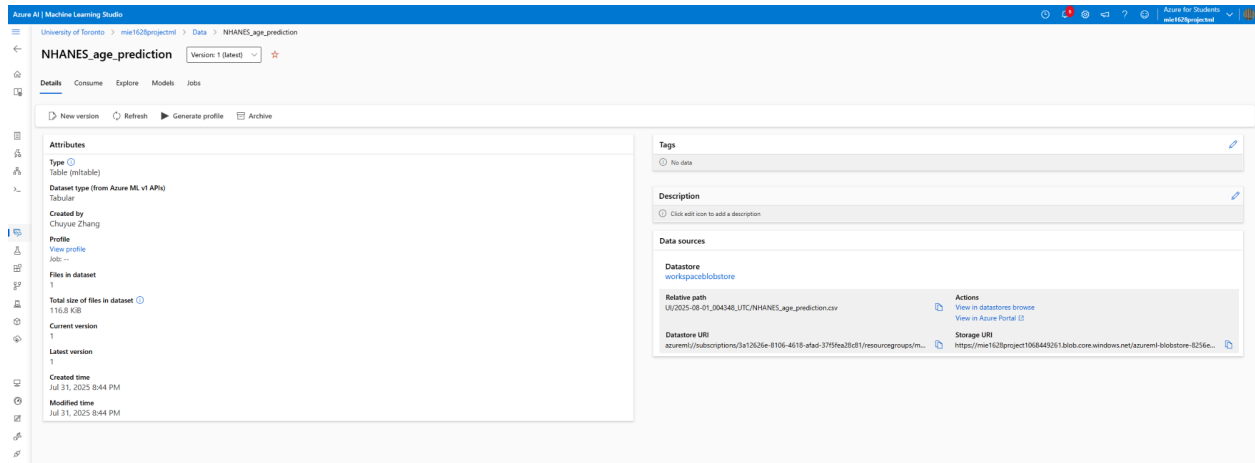 Azure AI | Machine Learning Studio
Azure for Students
mie1628projectml
University of Toronto > mie1628projectml > Data > NHANES_age_prediction
NHANES_age_prediction
Version: 1 (latest)
Details Consume Explore Models Jobs
New version Refresh Generate profile Archive
Attributes
Type
Table (mltable)
Dataset type (from Azure ML v1 APIs)
Tabular
Created by
Chuyue Zhang
Profile
View profile
Job: --
Files in dataset
1
Total size of files in dataset
116.8 KiB
Current version
1
Latest version
1
Created time
Jul 31, 2025 8:44 PM
Modified time
Jul 31, 2025 8:44 PM
Tags
No data
Description
Click edit icon to add a description
Data sources
Datastore
workspaceblobstore
Relative path
UI/2025-08-01_004348_UTC/NHANES_age_prediction.csv
Actions
View in datastores browse
View in Azure Portal
Datastore URI
azureml://subscriptions/3a12626e-8106-4618-afad-37f5fea28c81/resourcegroups/m...
Storage URI
https://mie1628project1068449261.blob.core.windows.net/azureml-blobstore-8256e...